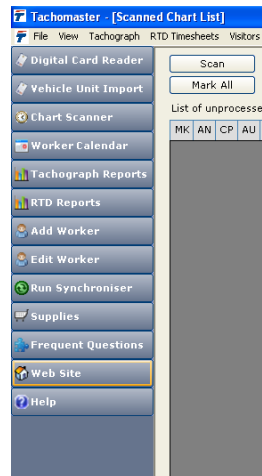 Tachomaster - [Scanned Chart List]
File View Tachograph RTD Timesheets Visitors
Digital Card Reader
Vehicle Unit Import
Chart Scanner
Worker Calendar
Tachograph Reports
RTD Reports
Add Worker
Edit Worker
Run Synchroniser
Supplies
Frequent Questions
Web Site
Help
Scan
Mark All
List of unprocesse
MK AN CP AU